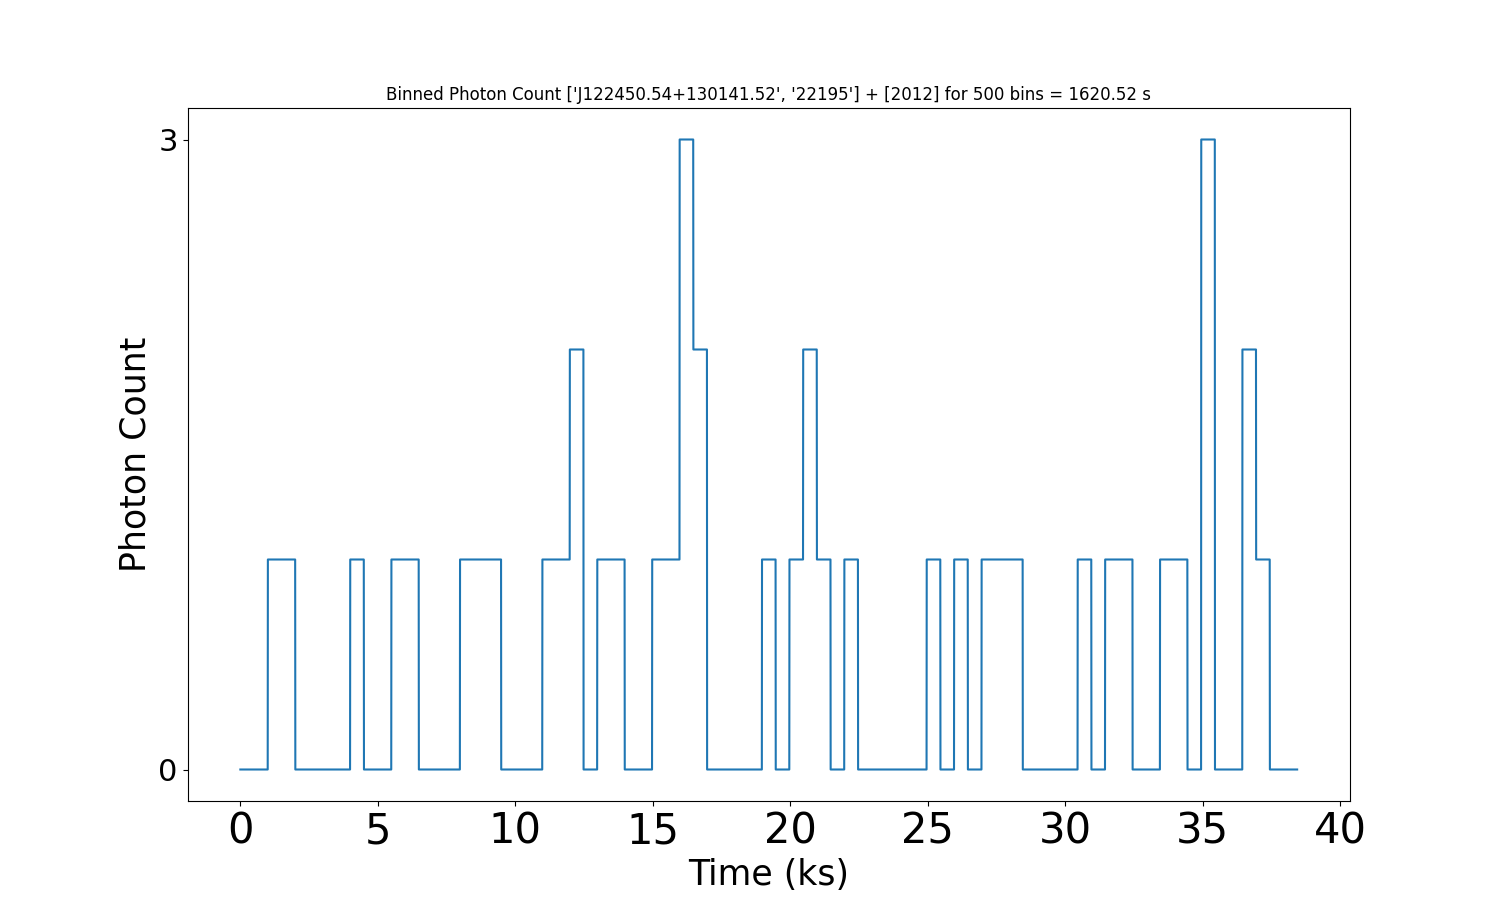 Binned Photon Count ['J122450.54+130141.52', '22195'] + [2012] for 500 bins = 1620.52 s
3
Photon Count
0
0 5 10 15 20 25 30 35 40
Time (ks)